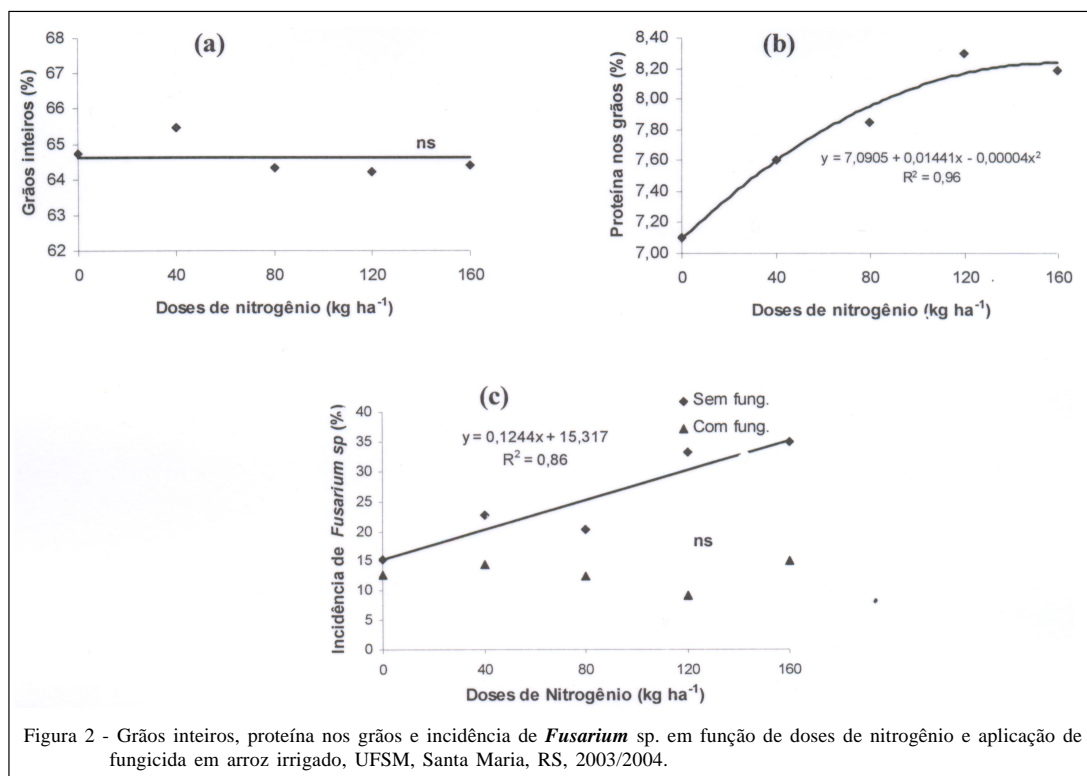 (a)
Grãos inteiros (%)
68
67
66
65
64
63
62
ns
0 40 80 120 160
Doses de nitrogênio (kg ha⁻¹)
(b)
Proteína nos grãos (%)
8,40
8,20
8,00
7,80
7,60
7,40
7,20
7,00
y = 7,0905 + 0,01441x - 0,00004x²
R² = 0,96
0 40 80 120 160
Doses de nitrogênio (kg ha⁻¹)
(c)
Incidência de Fusarium sp (%)
40
35
30
25
20
15
10
5
0
Sem fung.
Com fung.
y = 0,1244x + 15,317
R² = 0,86
ns
0 40 80 120 160
Doses de Nitrogênio (kg ha⁻¹)
Figura 2 - Grãos inteiros, proteína nos grãos e incidência de Fusarium sp. em função de doses de nitrogênio e aplicação de
fungicida em arroz irrigado, UFSM, Santa Maria, RS, 2003/2004.